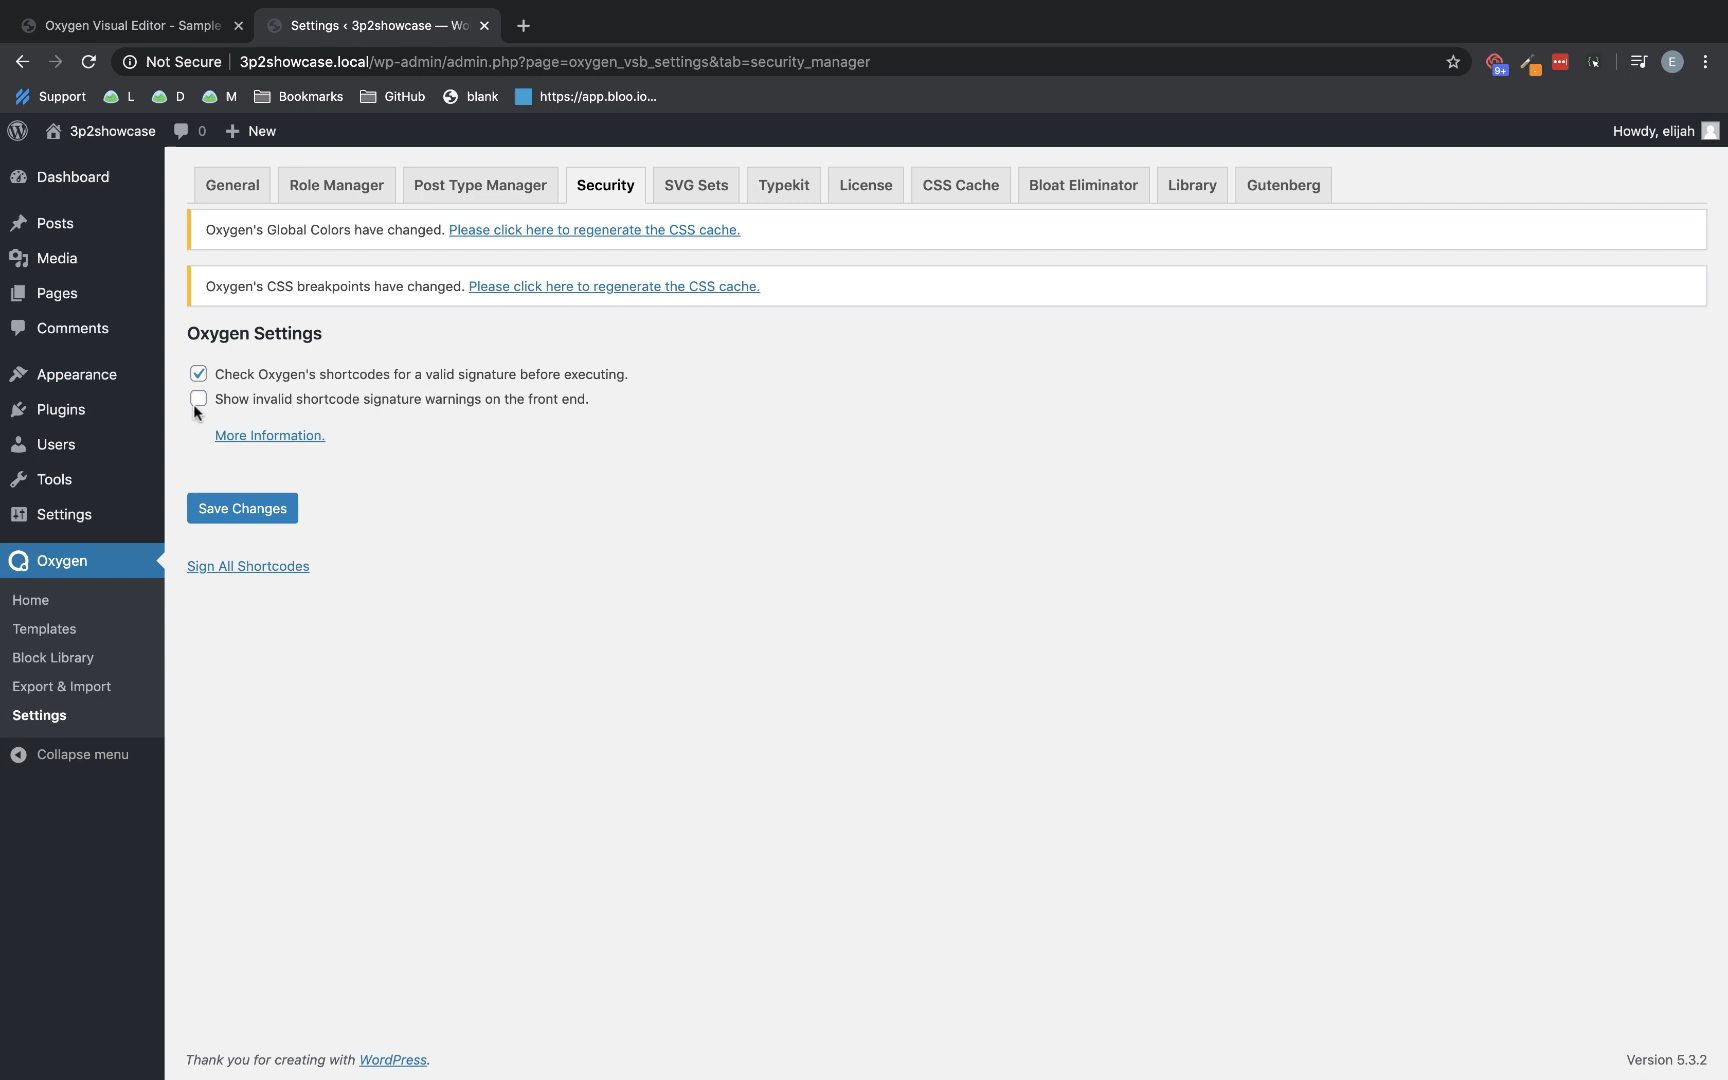 Oxygen Visual Editor - Sample
Settings ‹ 3p2showcase — Wo
Not Secure
3p2showcase.local/wp-admin/admin.php?page=oxygen_vsb_settings&tab=security_manager
9+
E
Support
L
D
M
Bookmarks
GitHub
blank
https://app.bloo.io...
3p2showcase
0
New
Howdy, elijah
Dashboard
Posts
Media
Pages
Comments
Appearance
Plugins
Users
Tools
Settings
Oxygen
Home
Templates
Block Library
Export & Import
Settings
Collapse menu
General
Role Manager
Post Type Manager
Security
SVG Sets
Typekit
License
CSS Cache
Bloat Eliminator
Library
Gutenberg
Oxygen's Global Colors have changed. Please click here to regenerate the CSS cache.
Oxygen's CSS breakpoints have changed. Please click here to regenerate the CSS cache.
Oxygen Settings
Check Oxygen's shortcodes for a valid signature before executing.
Show invalid shortcode signature warnings on the front end.
More Information.
Save Changes
Sign All Shortcodes
Thank you for creating with WordPress.
Version 5.3.2